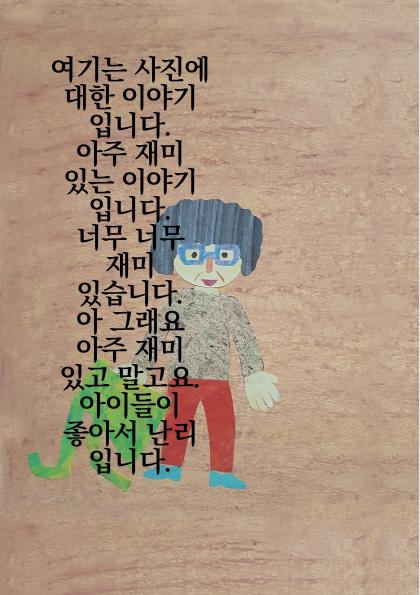 여기는 사진에
대한 이야기
입니다.
아주 재미
있는 이야기
입니다.
너무 너무
재미
있습니다.
아 그래요
아주 재미
있고 말고요.
아이들이
좋아서 난리
입니다.